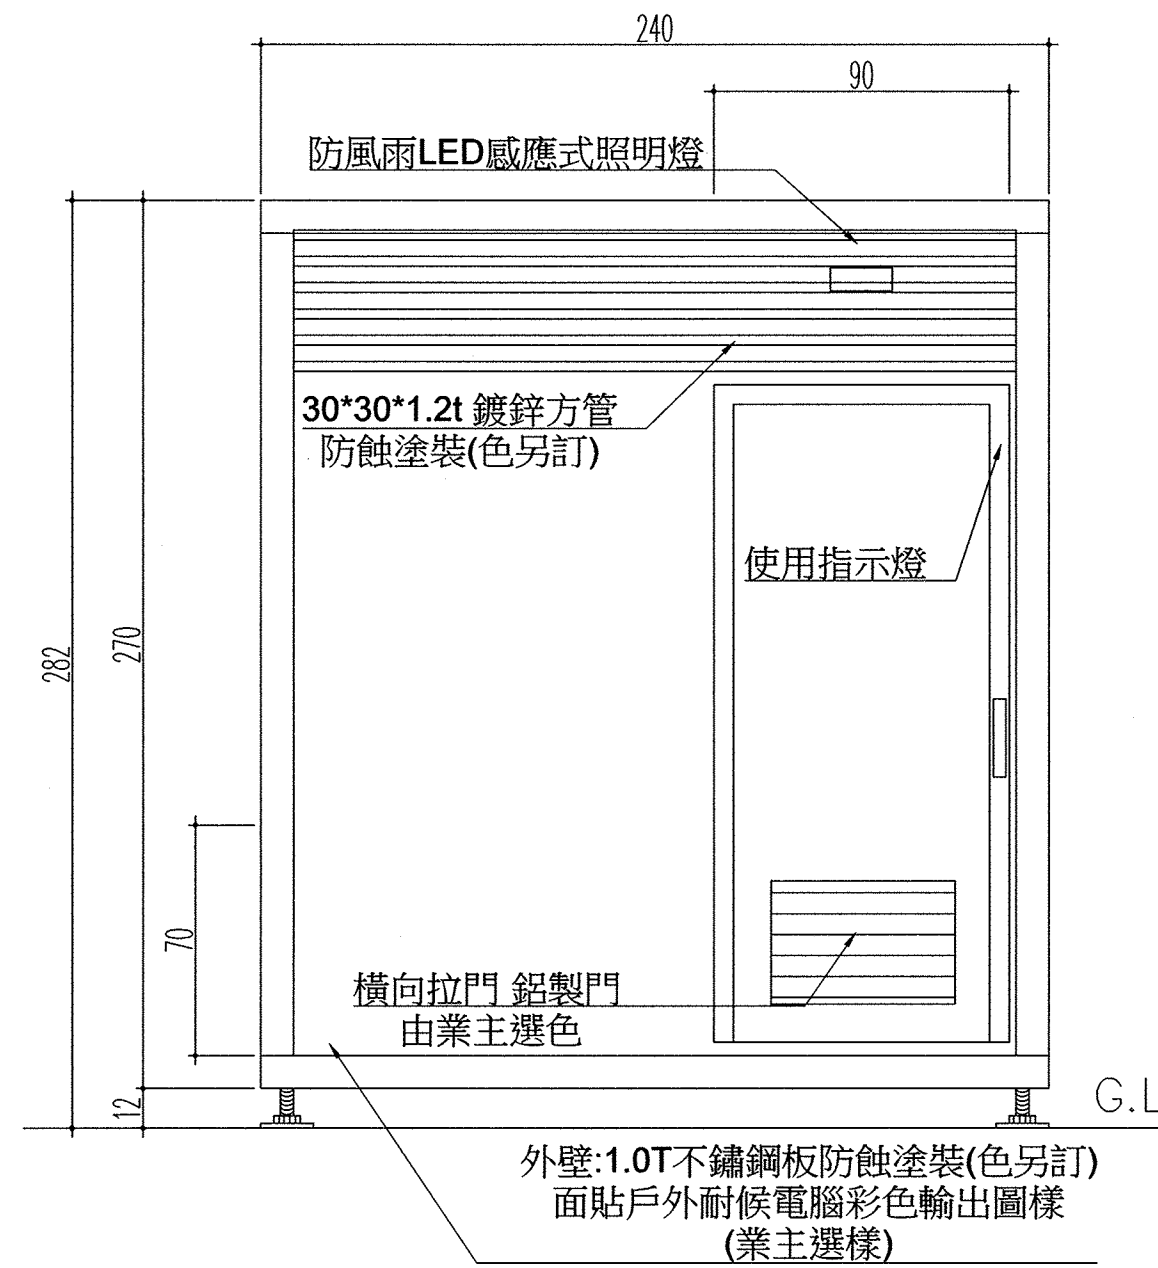 240
90
防風雨LED感應式照明燈
30*30*1.2t 鍍鋅方管
防蝕塗裝(色另訂)
使用指示燈
282
270
70
橫向拉門 鋁製門
由業主選色
12
G.L
外壁:1.0T不鏽鋼板防蝕塗裝(色另訂)
面貼戶外耐候電腦彩色輸出圖樣
(業主選樣)